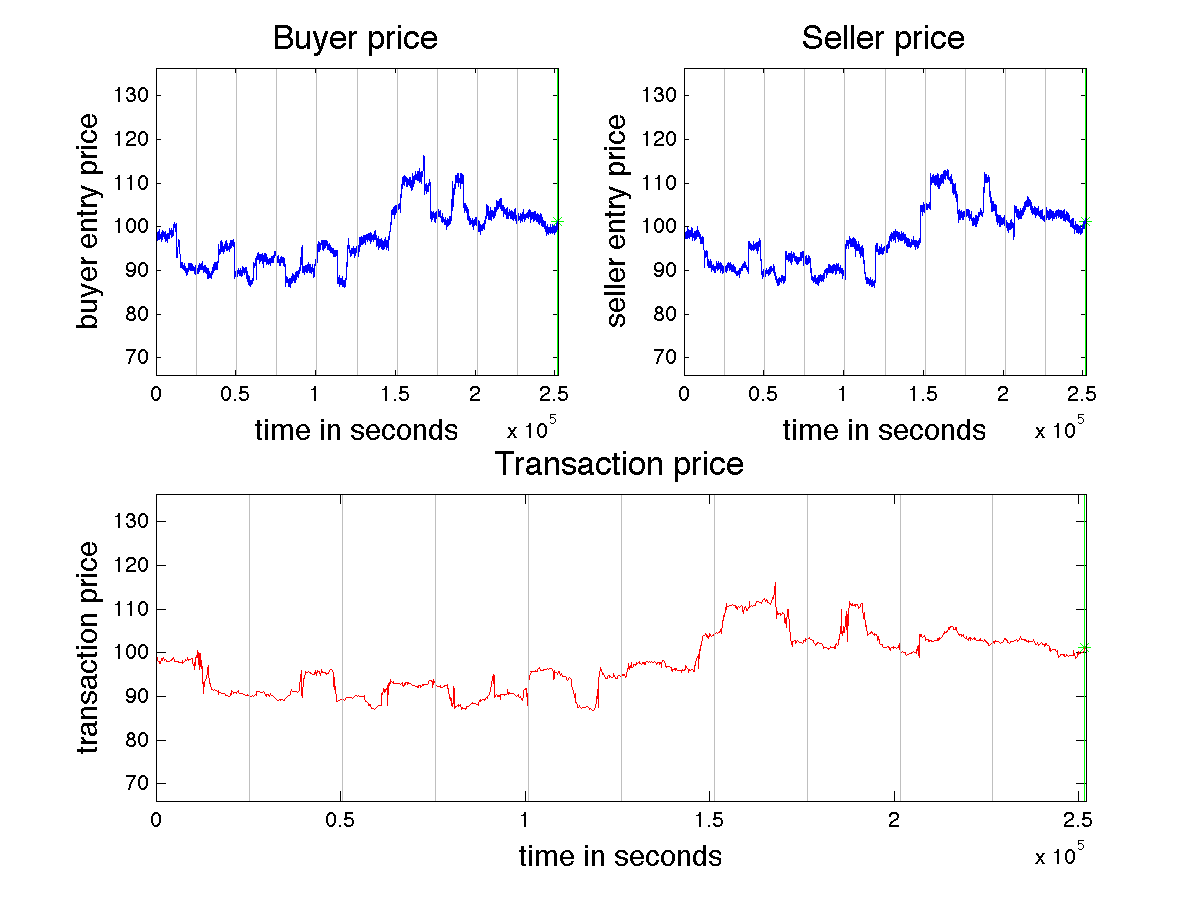 Buyer price
buyer entry price
130
120
110
100
90
80
70
0 0.5 1 1.5 2 2.5
x 10^5
time in seconds
Seller price
seller entry price
130
120
110
100
90
80
70
0 0.5 1 1.5 2 2.5
x 10^5
time in seconds
Transaction price
transaction price
130
120
110
100
90
80
70
0 0.5 1 1.5 2 2.5
x 10^5
time in seconds